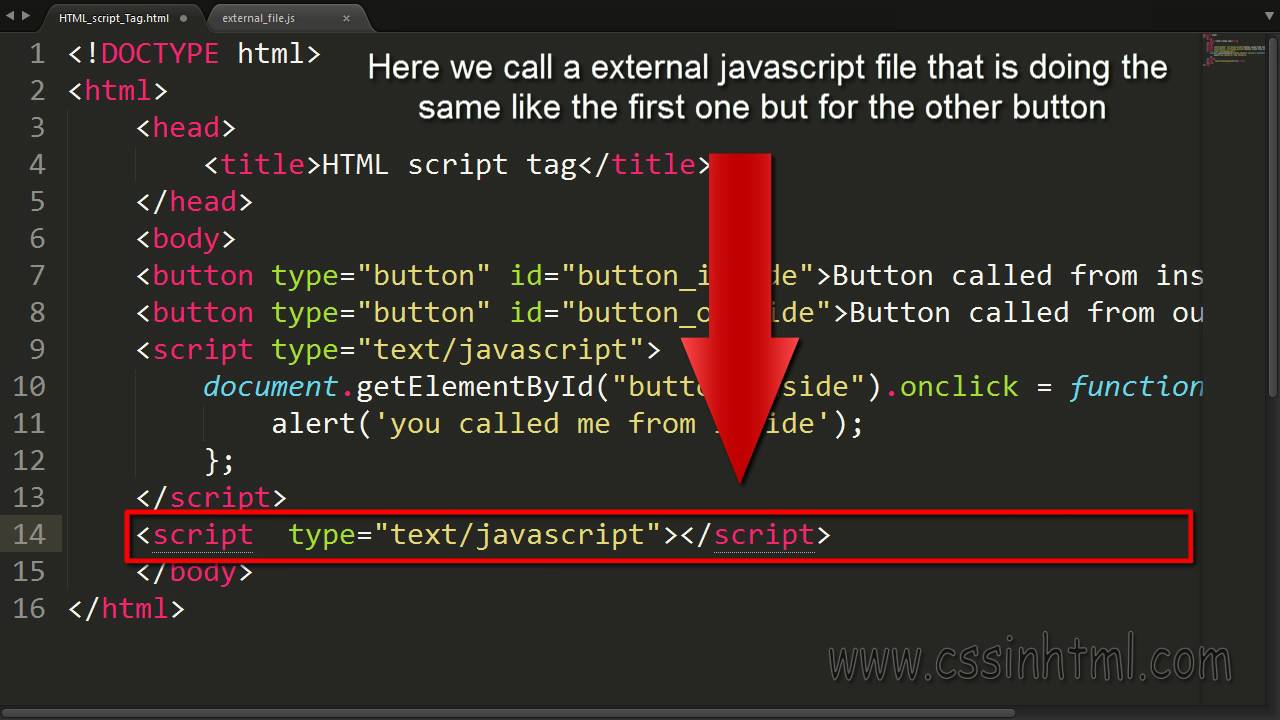 HTML_script_Tag.html
external_file.js
Here we call a external javascript file that is doing the
same like the first one but for the other button
1 <!DOCTYPE html>
2 <html>
3 <head>
4 <title>HTML script tag</title>
5 </head>
6 <body>
7 <button type="button" id="button_i de">Button called from ins
8 <button type="button" id="button_o ide">Button called from ou
9 <script type="text/javascript">
10 document.getElementById("butto side").onclick = function
11 alert('you called me from ide');
12 };
13 </script>
14 <script  type="text/javascript"></script>
15 </body>
16 </html>
www.cssinhtml.com